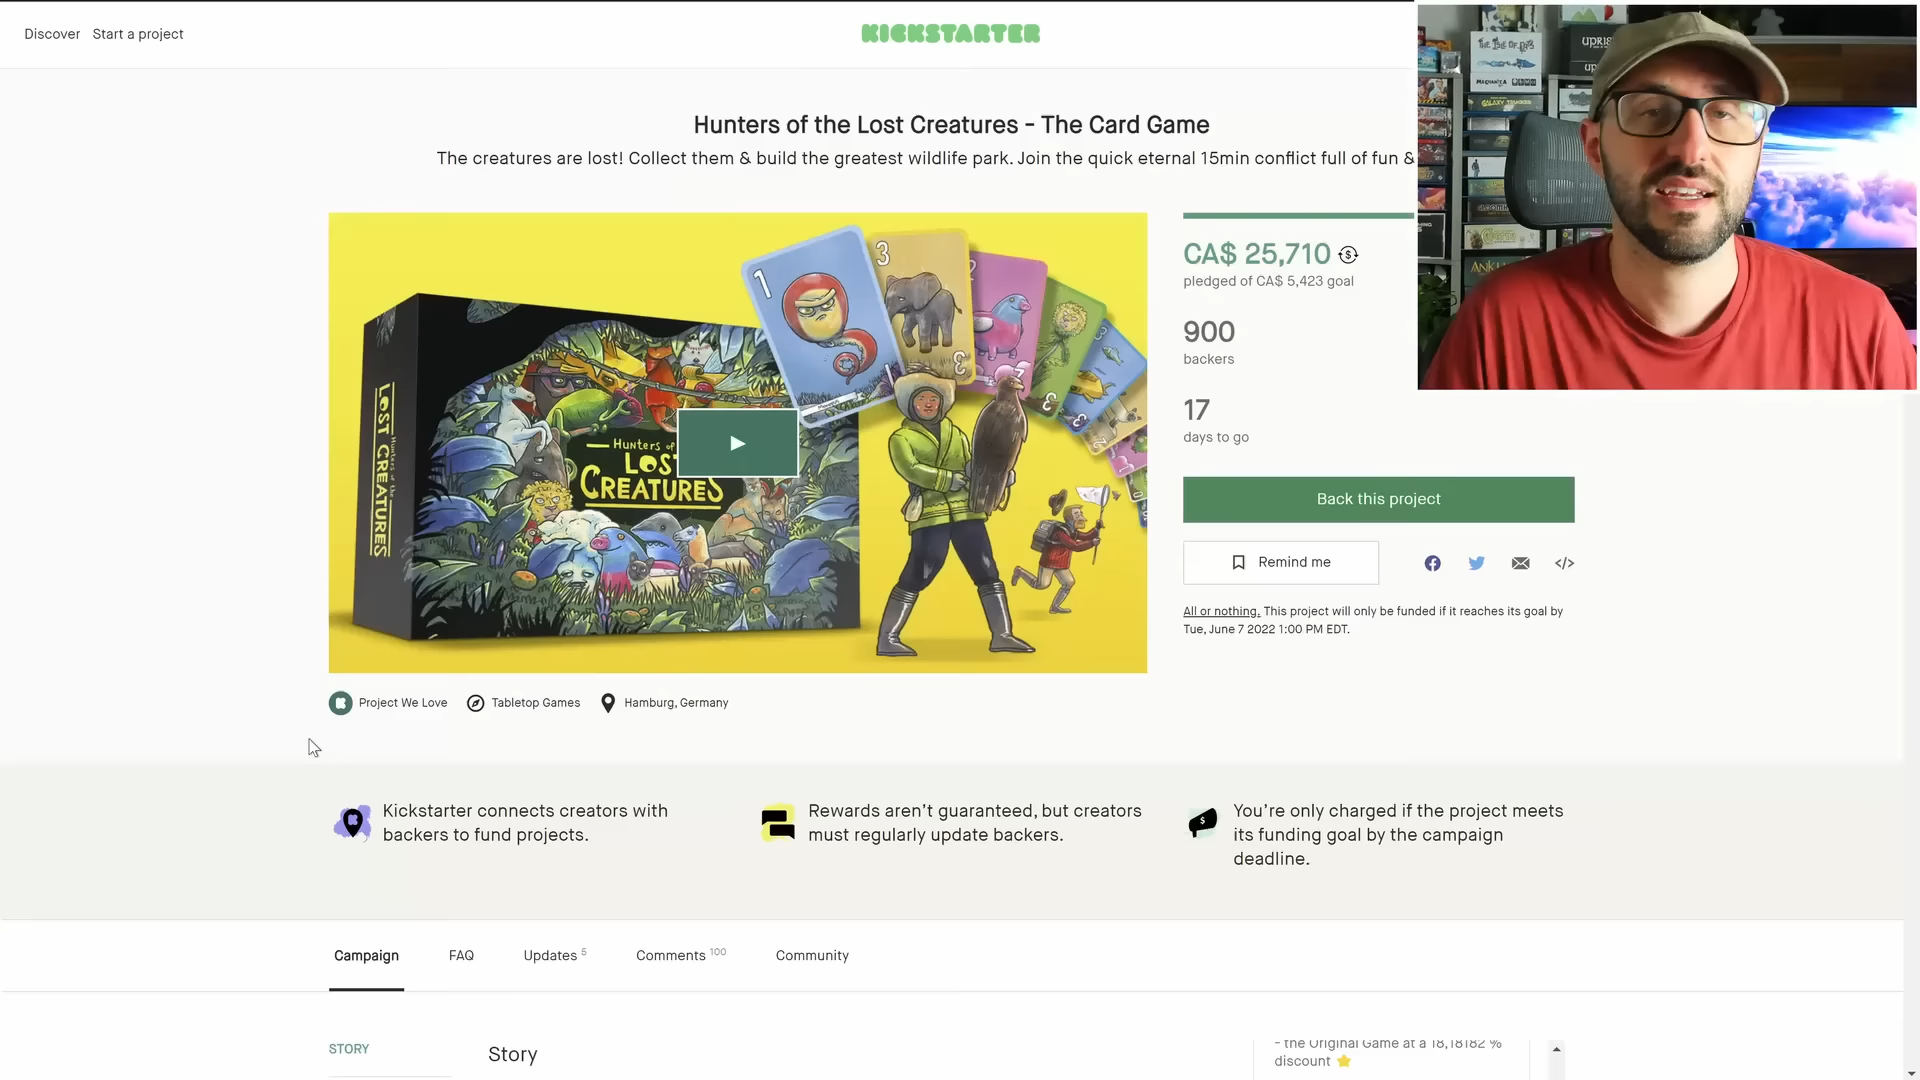 Discover Start a project
KICKSTARTER
Hunters of the Lost Creatures - The Card Game
The creatures are lost! Collect them & build the greatest wildlife park. Join the quick eternal 15min conflict full of fun &
CA$ 25,710
pledged of CA$ 5,423 goal
900
backers
17
days to go
Back this project
Remind me
All or nothing. This project will only be funded if it reaches its goal by
Tue, June 7 2022 1:00 PM EDT.
LOST CREATURES
Hunters of
LOST
CREATURES
1
3
3
3
Project We Love
Tabletop Games
Hamburg, Germany
Kickstarter connects creators with
backers to fund projects.
Rewards aren't guaranteed, but creators
must regularly update backers.
You're only charged if the project meets
its funding goal by the campaign
deadline.
Campaign FAQ Updates 5 Comments 100 Community
STORY
Story
- the Original Game at a 18,18182 %
discount